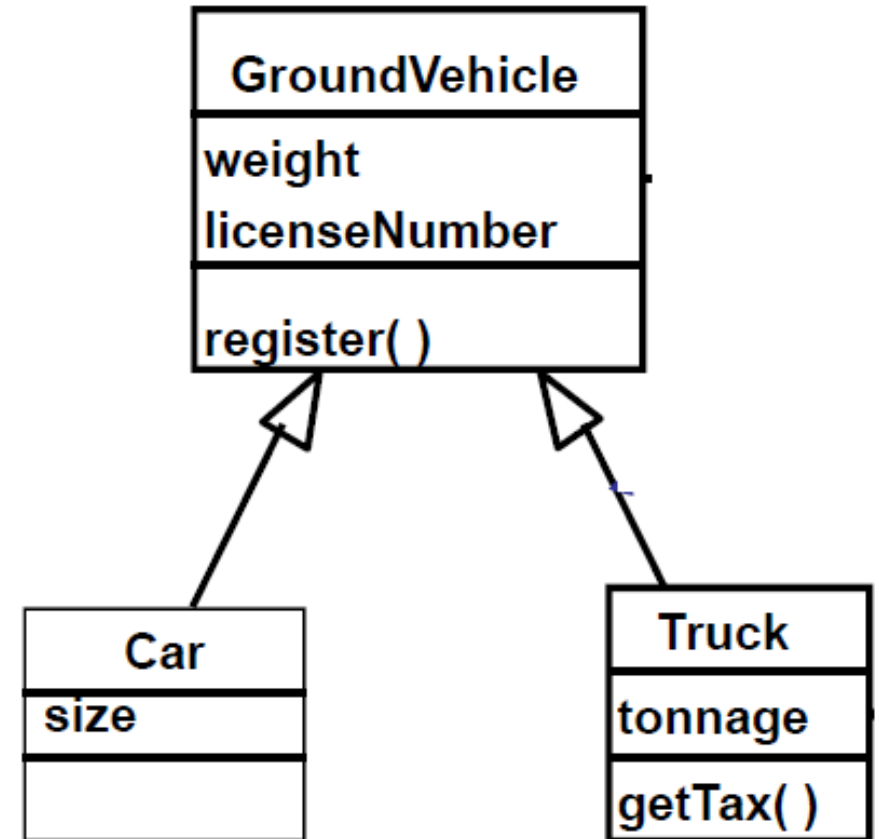 GroundVehicle
weight
licenseNumber
register( )
Car
size
Truck
tonnage
getTax( )